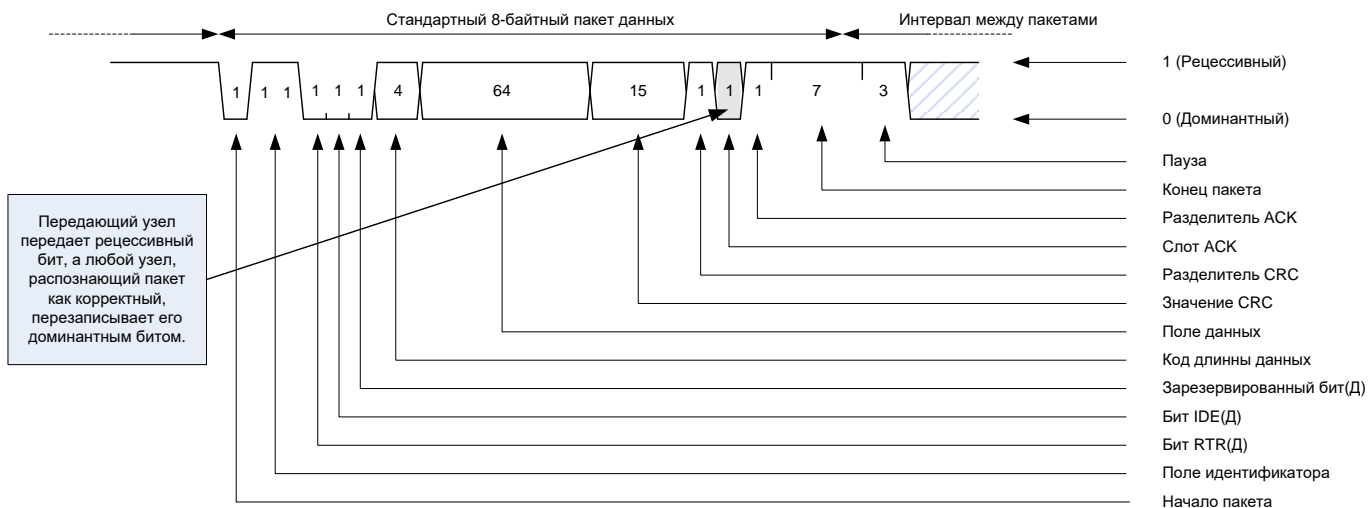 Стандартный 8-байтный пакет данных
Интервал между пакетами
1 1 1 1 1 1 4 64 15 1 1 1 7 3
1 (Рецессивный)
0 (Доминантный)
Пауза
Конец пакета
Разделитель ACK
Слот ACK
Разделитель CRC
Значение CRC
Поле данных
Код длинны данных
Зарезервированный бит(Д)
Бит IDE(Д)
Бит RTR(Д)
Поле идентификатора
Начало пакета
Передающий узел
передает рецессивный
бит, а любой узел,
распознающий пакет
как корректный,
перезаписывает его
доминантным битом.